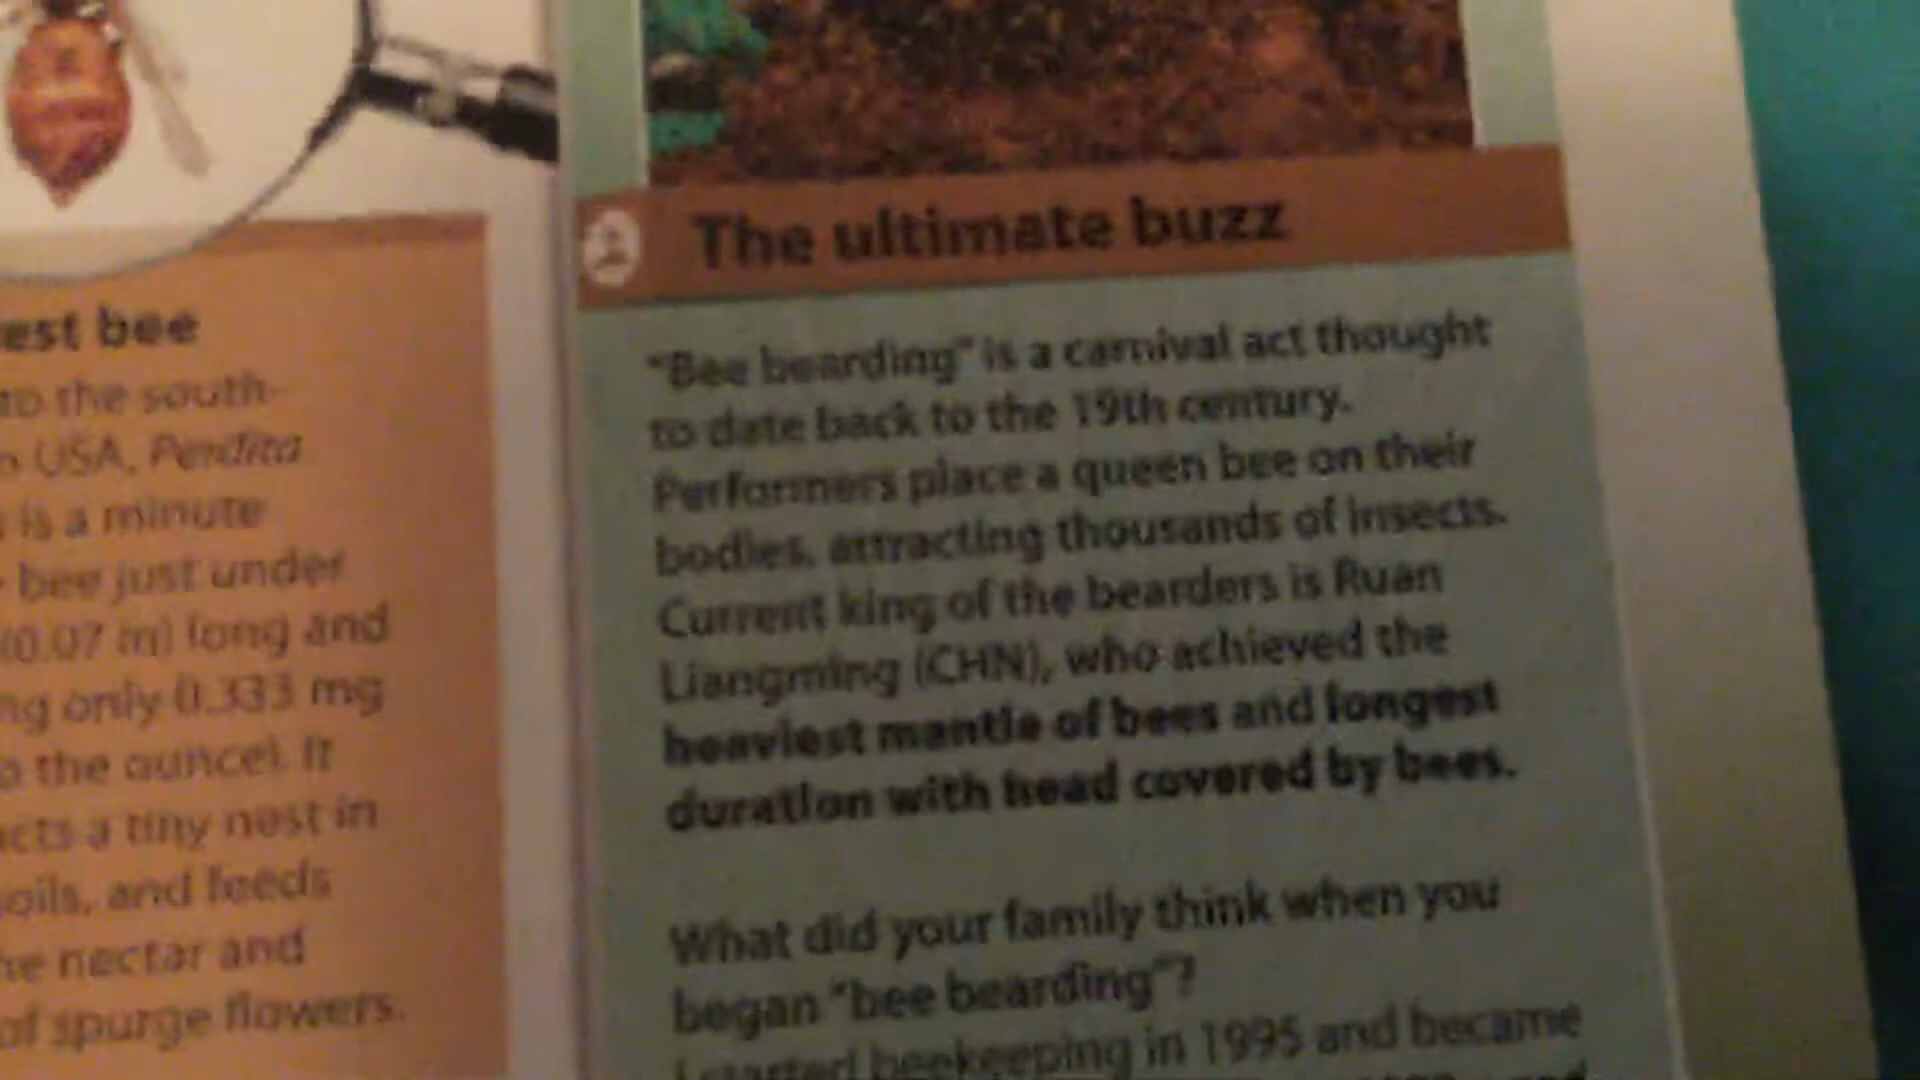 est bee
to the south-
n USA, Perdita
is a minute
bee just under
(0.07 in) long and
ng only 0.333 mg
o the ounce). It
cts a tiny nest in
oils, and feeds
he nectar and
of spurge flowers.
The ultimate buzz
"Bee bearding" is a carnival act thought
to date back to the 19th century.
Performers place a queen bee on their
bodies, attracting thousands of insects.
Current king of the bearders is Ruan
Liangming (CHN), who achieved the
heaviest mantle of bees and longest
duration with head covered by bees.
What did your family think when you
began "bee bearding"?
I started beekeeping in 1995 and became